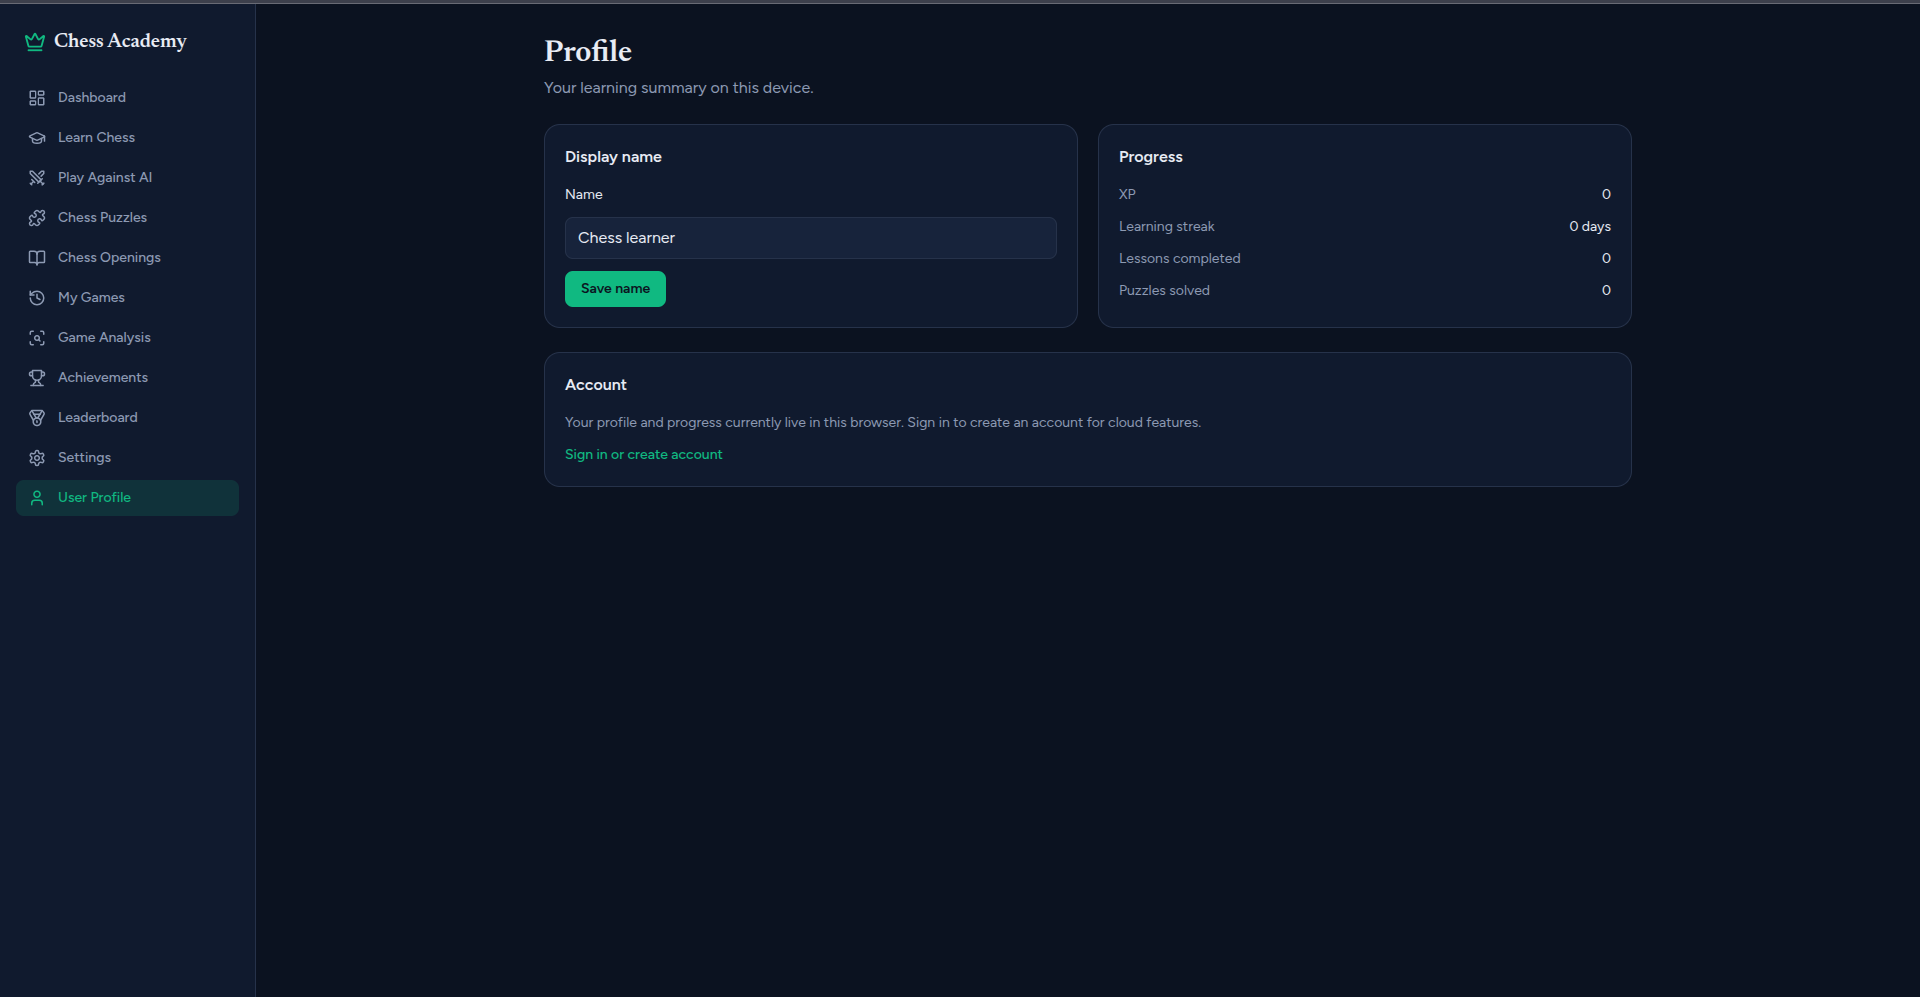 Chess Academy
Dashboard
Learn Chess
Play Against AI
Chess Puzzles
Chess Openings
My Games
Game Analysis
Achievements
Leaderboard
Settings
User Profile
Profile
Your learning summary on this device.
Display name
Name
Chess learner
Save name
Progress
XP 0
Learning streak 0 days
Lessons completed 0
Puzzles solved 0
Account
Your profile and progress currently live in this browser. Sign in to create an account for cloud features.
Sign in or create account